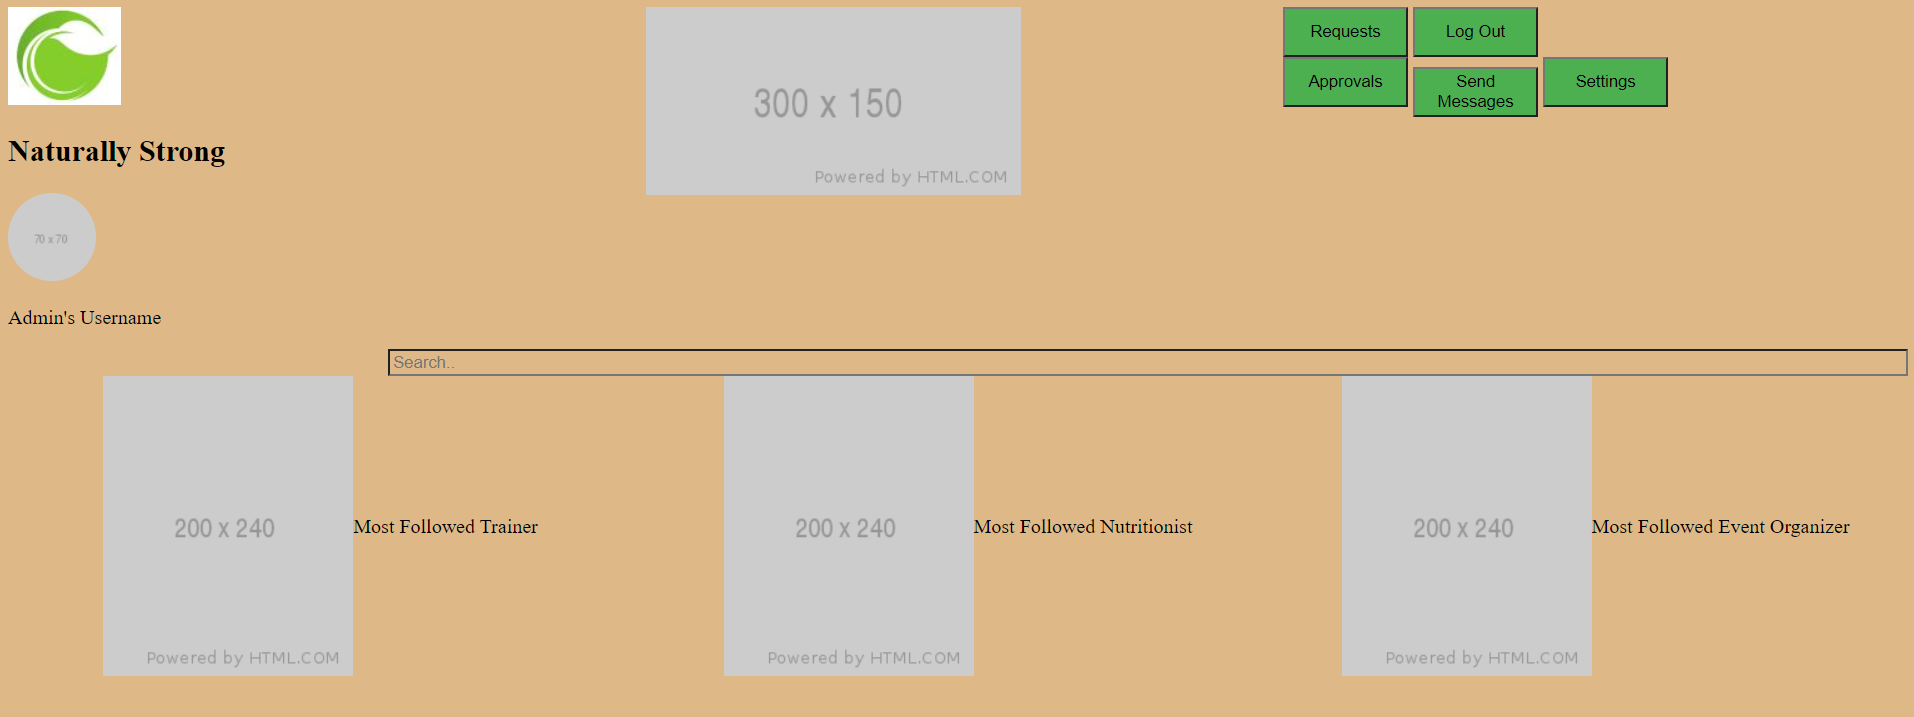 300 x 150
Powered by HTML.COM
Requests
Log Out
Approvals
Send
Messages
Settings
Naturally Strong
70 x 70
Admin's Username
Search..
200 x 240
Powered by HTML.COM
Most Followed Trainer
200 x 240
Powered by HTML.COM
Most Followed Nutritionist
200 x 240
Powered by HTML.COM
Most Followed Event Organizer